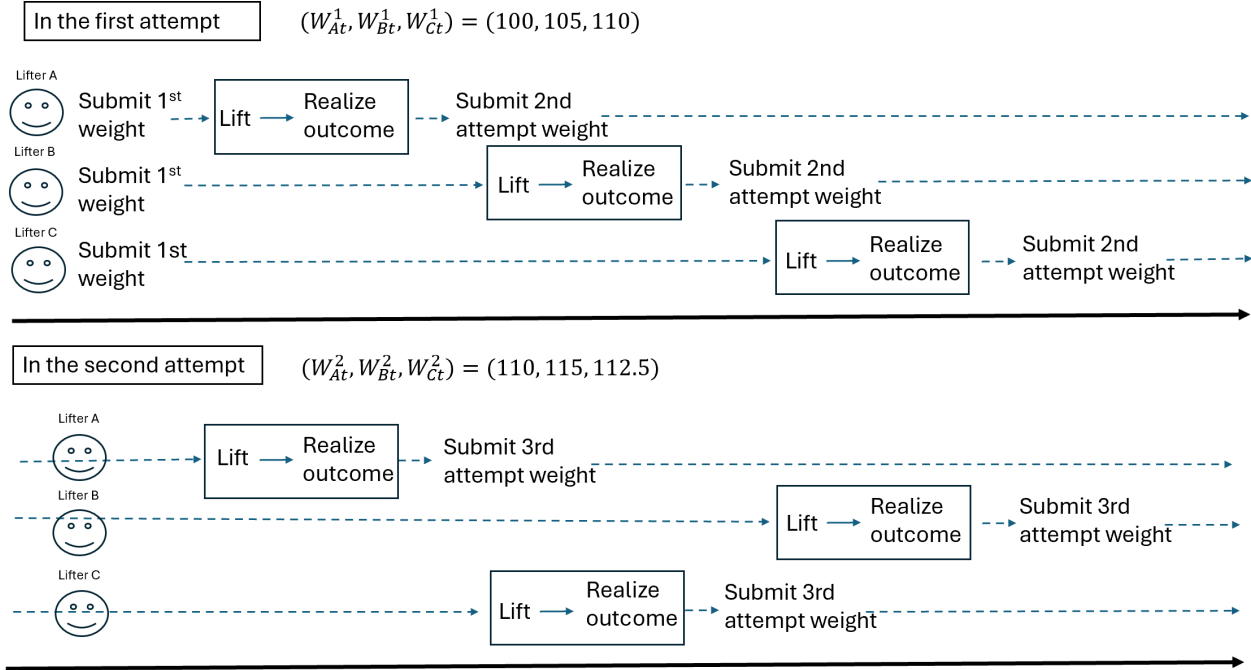 In the first attempt
(W^1_{At}, W^1_{Bt}, W^1_{Ct}) = (100, 105, 110)
Lifter A
Submit 1st
weight
Lift
Realize
outcome
Submit 2nd
attempt weight
Lifter B
Submit 1st
weight
Lift
Realize
outcome
Submit 2nd
attempt weight
Lifter C
Submit 1st
weight
Lift
Realize
outcome
Submit 2nd
attempt weight
In the second attempt
(W^2_{At}, W^2_{Bt}, W^2_{Ct}) = (110, 115, 112.5)
Lifter A
Lift
Realize
outcome
Submit 3rd
attempt weight
Lifter B
Lift
Realize
outcome
Submit 3rd
attempt weight
Lifter C
Lift
Realize
outcome
Submit 3rd
attempt weight